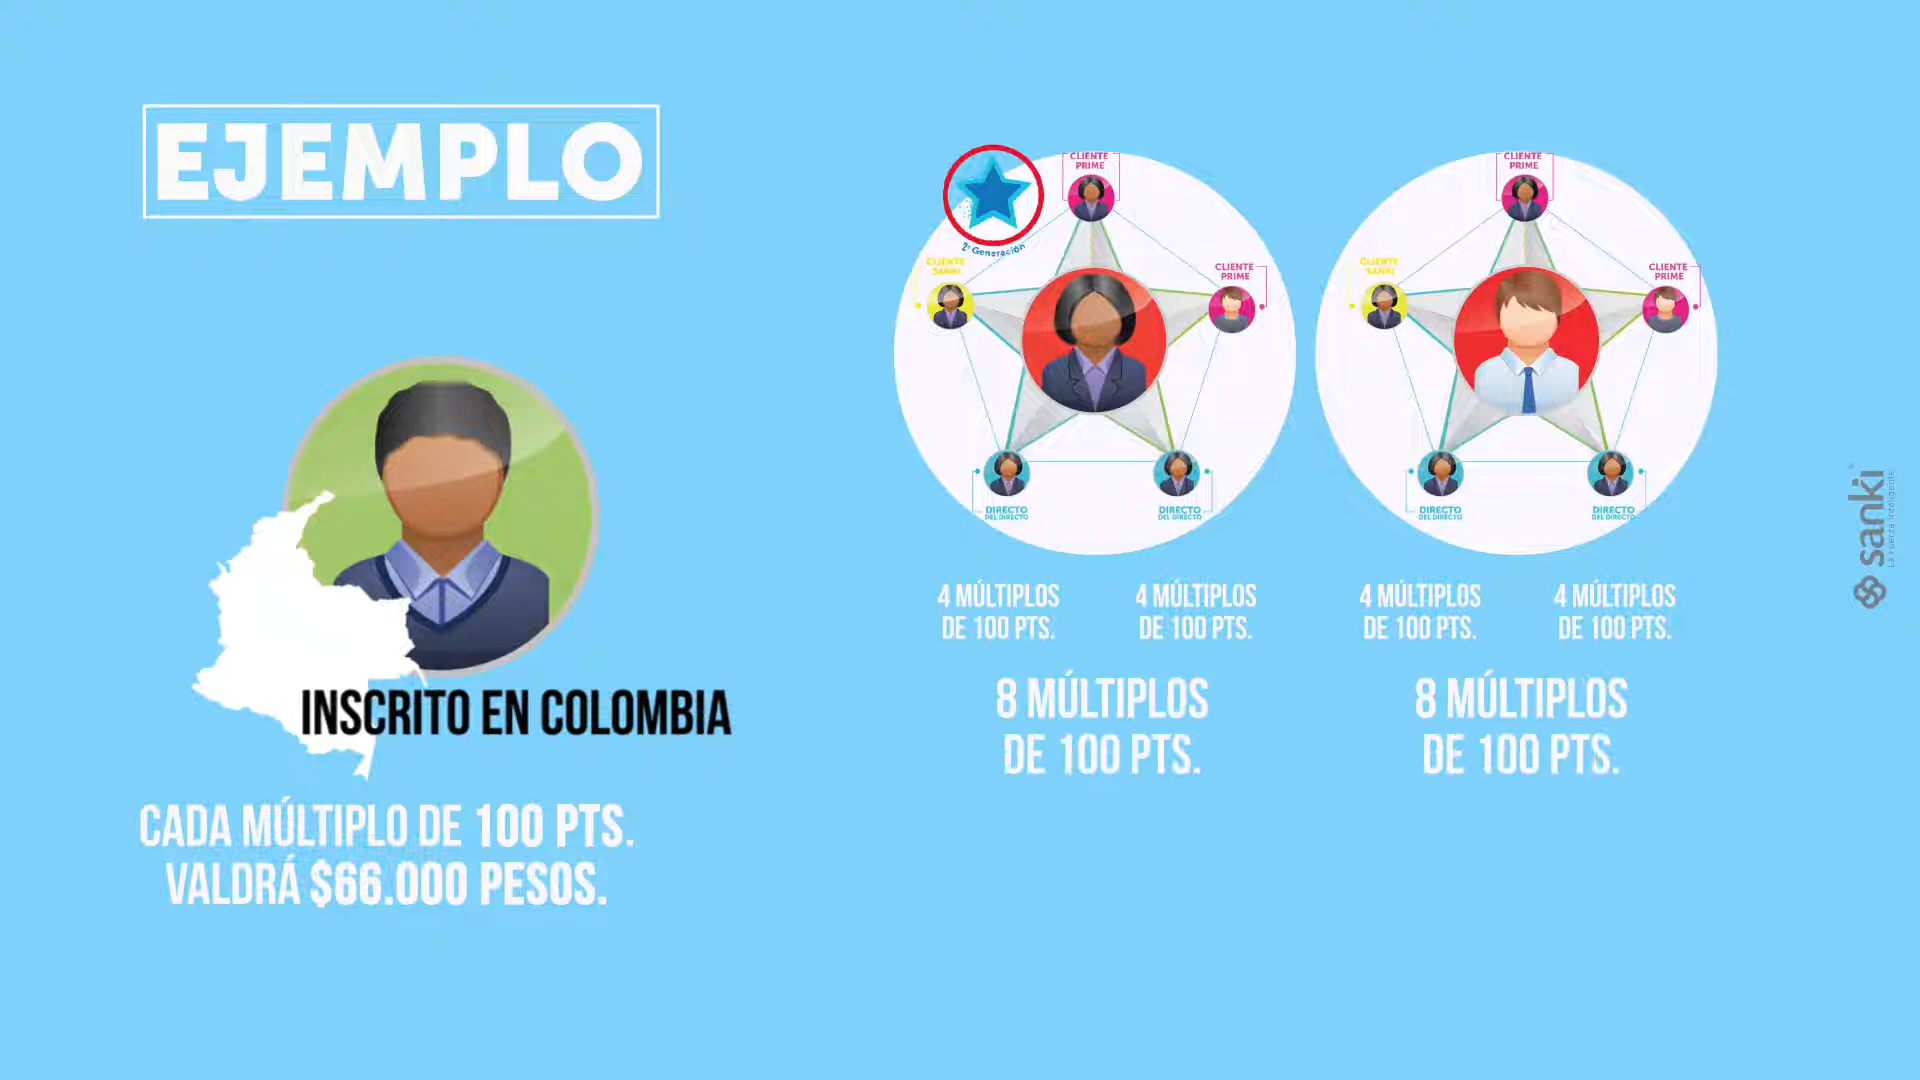 EJEMPLO
INSCRITO EN COLOMBIA
CADA MÚLTIPLO DE 100 PTS.
VALDRÁ $66.000 PESOS.
2ª Generación
CLIENTE
PRIME
CLIENTE
SANKI
CLIENTE
PRIME
DIRECTO
DEL DIRECTO
DIRECTO
DEL DIRECTO
4 MÚLTIPLOS
DE 100 PTS.
4 MÚLTIPLOS
DE 100 PTS.
8 MÚLTIPLOS
DE 100 PTS.
CLIENTE
PRIME
CLIENTE
SANKI
CLIENTE
PRIME
DIRECTO
DEL DIRECTO
DIRECTO
DEL DIRECTO
4 MÚLTIPLOS
DE 100 PTS.
4 MÚLTIPLOS
DE 100 PTS.
8 MÚLTIPLOS
DE 100 PTS.
sanki
La fuerza inteligente